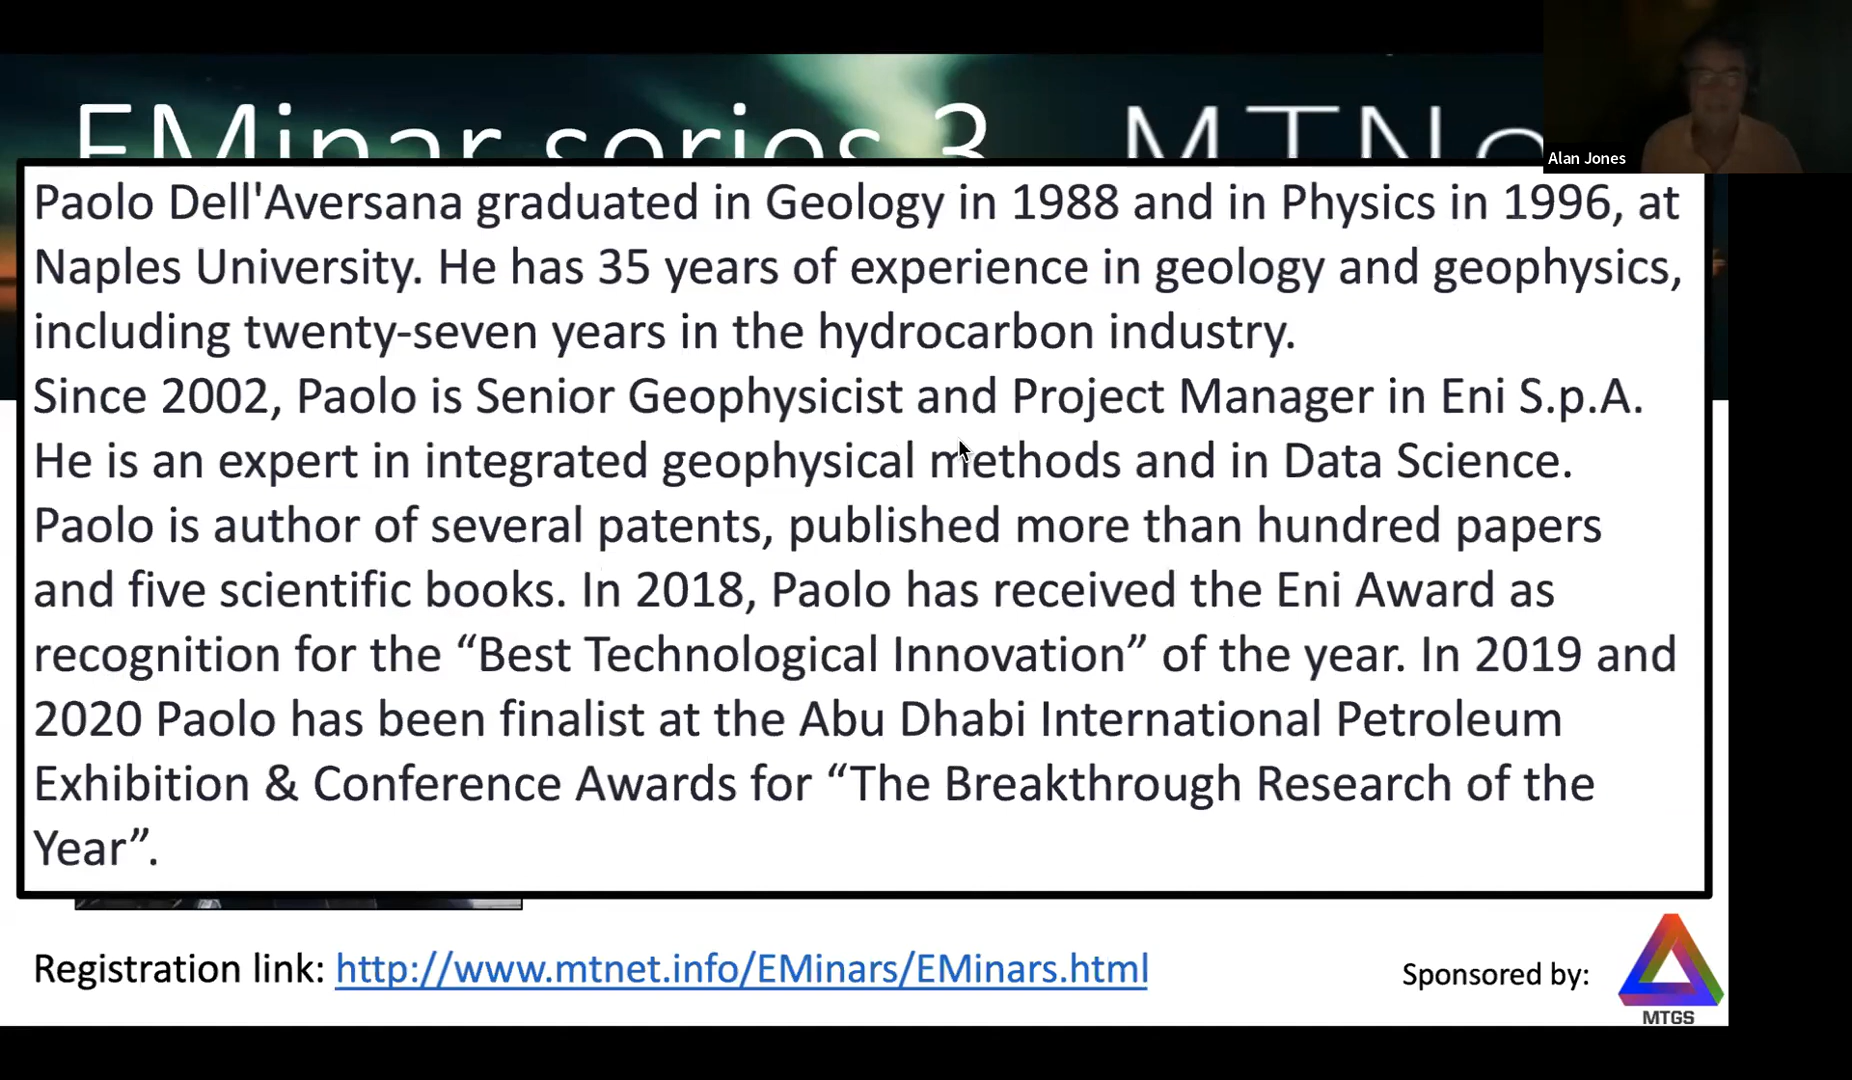 EMinar series 3
MTNe
Alan Jones
Paolo Dell'Aversana graduated in Geology in 1988 and in Physics in 1996, at
Naples University. He has 35 years of experience in geology and geophysics,
including twenty-seven years in the hydrocarbon industry.
Since 2002, Paolo is Senior Geophysicist and Project Manager in Eni S.p.A.
He is an expert in integrated geophysical methods and in Data Science.
Paolo is author of several patents, published more than hundred papers
and five scientific books. In 2018, Paolo has received the Eni Award as
recognition for the “Best Technological Innovation” of the year. In 2019 and
2020 Paolo has been finalist at the Abu Dhabi International Petroleum
Exhibition & Conference Awards for “The Breakthrough Research of the
Year”.
Registration link: http://www.mtnet.info/EMinars/EMinars.html
Sponsored by:
MTGS